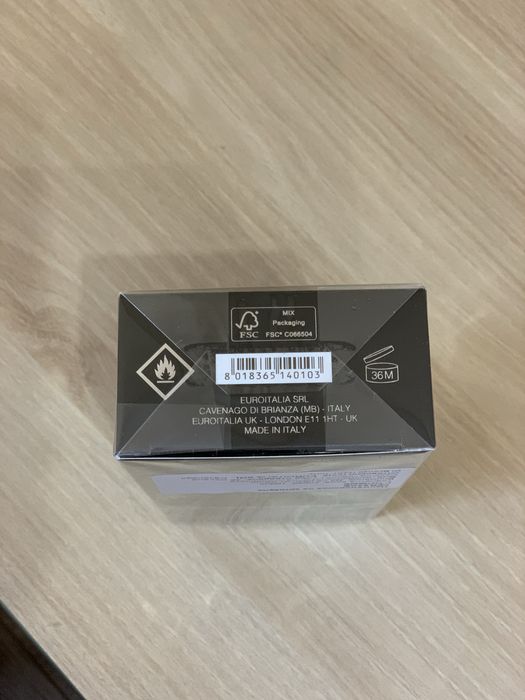 MIX
Packaging
FSC
FSC® C066504
8 018365 140103
36M
EUROITALIA SRL
CAVENAGO DI BRIANZA (MB) - ITALY
EUROITALIA UK - LONDON E11 1HT - UK
MADE IN ITALY